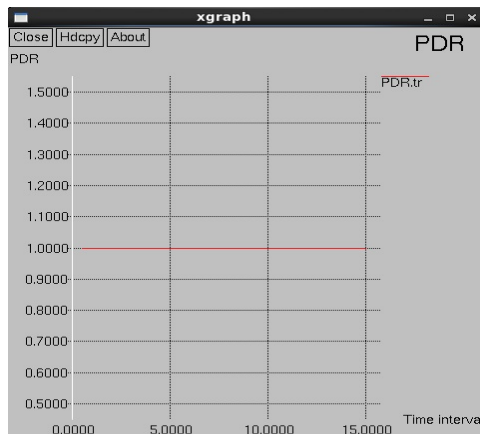 xgraph
Close Hdcpy About
PDR
PDR
PDR.tr
1.5000
1.4000
1.3000
1.2000
1.1000
1.0000
0.9000
0.8000
0.7000
0.6000
0.5000
Time interva
0.0000 5.0000 10.0000 15.0000